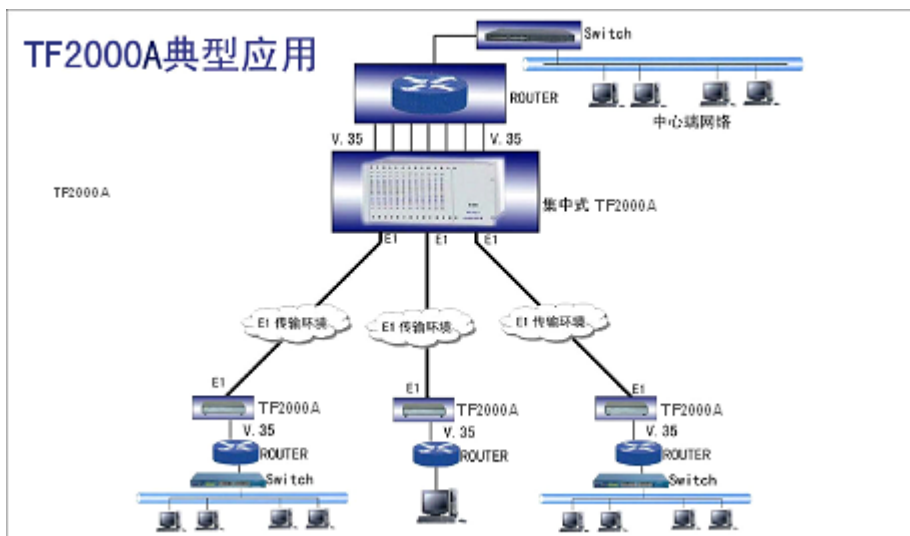 TF2000A典型应用
Switch
ROUTER
中心端网络
V.35
V.35
TF2000A
集中式 TF2000A
E1
E1
E1
E1 传输环境
E1 传输环境
E1 传输环境
E1
E1
E1
TF2000A
TF2000A
TF2000A
V.35
V.35
V.35
ROUTER
ROUTER
ROUTER
Switch
Switch